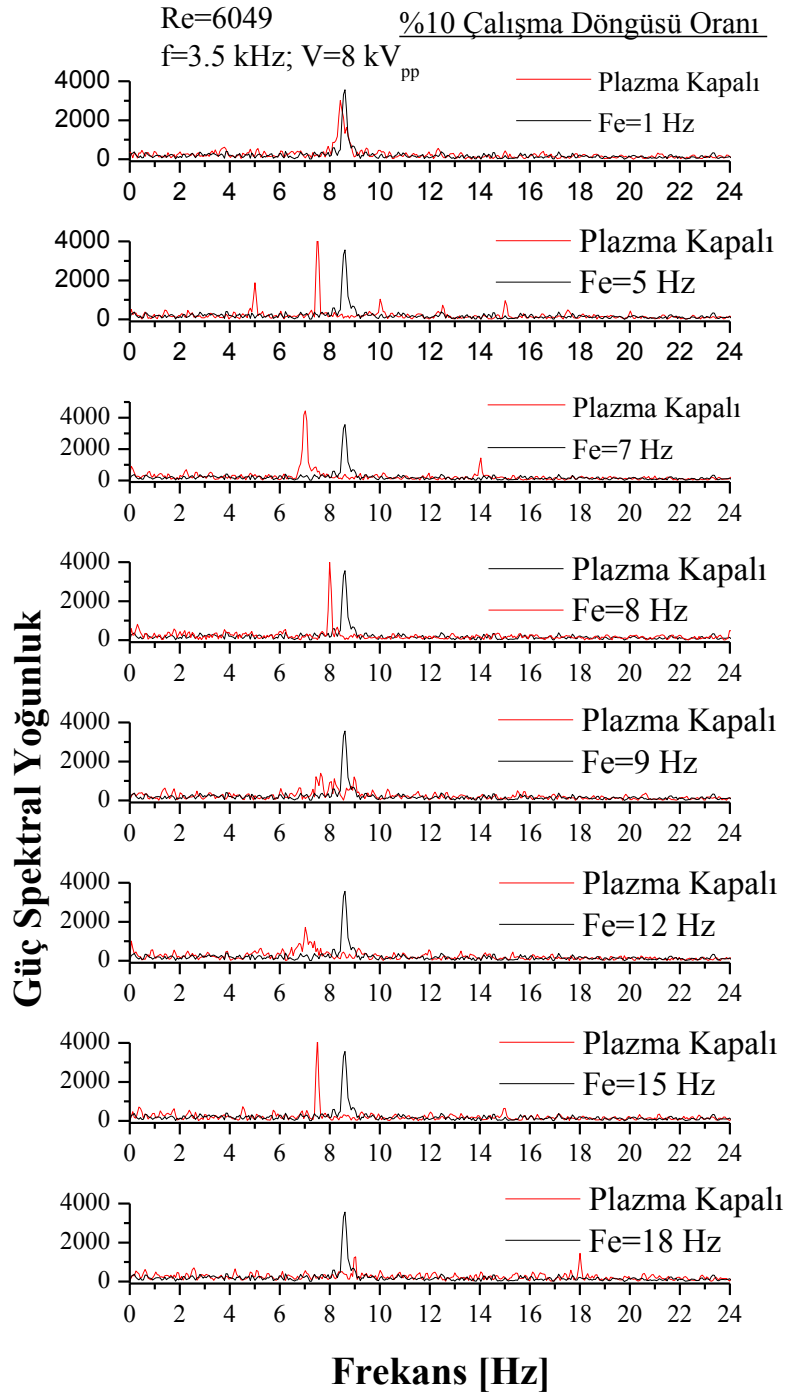 Re=6049
%10 Çalışma Döngüsü Oranı
f=3.5 kHz; V=8 kVpp
4000
2000
0
Plazma Kapalı
Fe=1 Hz
0 2 4 6 8 10 12 14 16 18 20 22 24
4000
2000
0
Plazma Kapalı
Fe=5 Hz
0 2 4 6 8 10 12 14 16 18 20 22 24
4000
2000
0
Plazma Kapalı
Fe=7 Hz
0 2 4 6 8 10 12 14 16 18 20 22 24
4000
2000
0
Plazma Kapalı
Fe=8 Hz
0 2 4 6 8 10 12 14 16 18 20 22 24
4000
2000
0
Plazma Kapalı
Fe=9 Hz
0 2 4 6 8 10 12 14 16 18 20 22 24
4000
2000
0
Plazma Kapalı
Fe=12 Hz
0 2 4 6 8 10 12 14 16 18 20 22 24
4000
2000
0
Plazma Kapalı
Fe=15 Hz
0 2 4 6 8 10 12 14 16 18 20 22 24
4000
2000
0
Plazma Kapalı
Fe=18 Hz
0 2 4 6 8 10 12 14 16 18 20 22 24
Güç Spektral Yoğunluk
Frekans [Hz]